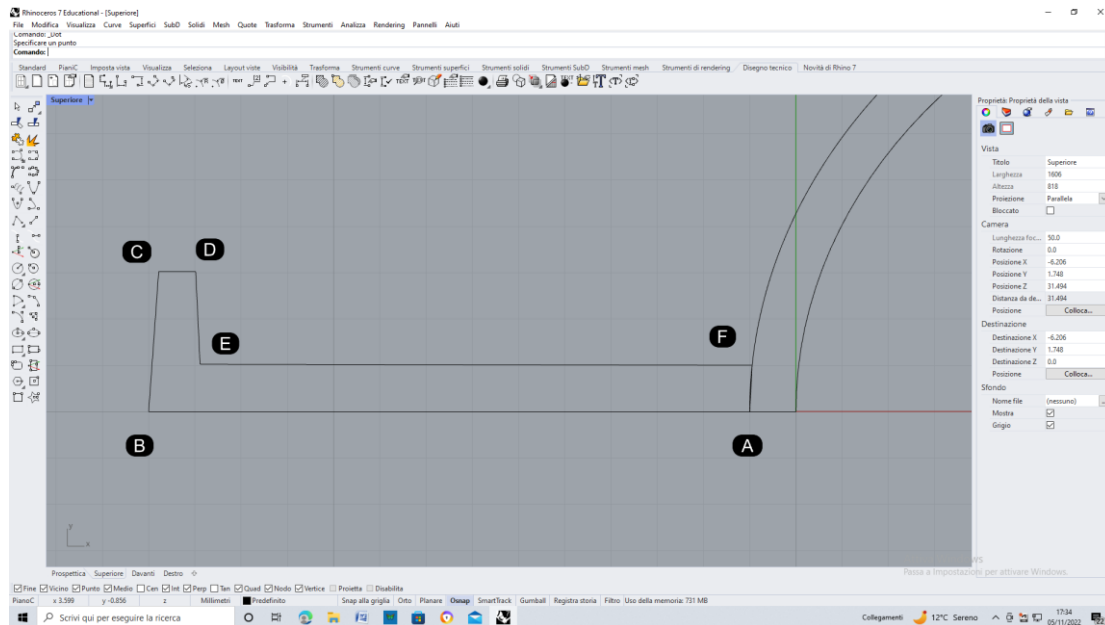 Rhinoceros 7 Educational - [Superiore]
File Modifica Visualizza Curve Superfici SubD Solidi Mesh Quote Trasforma Strumenti Analizza Rendering Pannelli Aiuti
Comando: _Dot
Specificare un punto
Comando:
Standard PianiC Imposta vista Visualizza Seleziona Layout viste Visibilità Trasforma Strumenti curve Strumenti superfici Strumenti solidi Strumenti SubD Strumenti mesh Strumenti di rendering Disegno tecnico Novità di Rhino 7
Superiore
C
D
E
F
B
A
y
x
Proprietà: Proprietà della vista
Vista
Titolo Superiore
Larghezza 1606
Altezza 818
Proiezione Parallela
Bloccato
Camera
Lunghezza foc... 50.0
Rotazione 0.0
Posizione X -6.206
Posizione Y 1.748
Posizione Z 31.494
Distanza da de... 31.494
Posizione Colloca...
Destinazione
Destinazione X -6.206
Destinazione Y 1.748
Destinazione Z 0.0
Posizione Colloca...
Sfondo
Nome file (nessuno)
Mostra
Grigio
Passa a Impostazioni per attivare Windows.
Prospettica Superiore Davanti Destro
Fine Vicino Punto Medio Cen Int Perp Tan Quad Nodo Vertice Proietta Disabilita
PianoC x 3.599 y -0.856 z Millimetri Predefinito Snap alla griglia Orto Planare Osnap SmartTrack Gumball Registra storia Filtro Uso della memoria: 731 MB
Scrivi qui per eseguire la ricerca
Collegamenti 12°C Sereno 17:34
05/11/2022